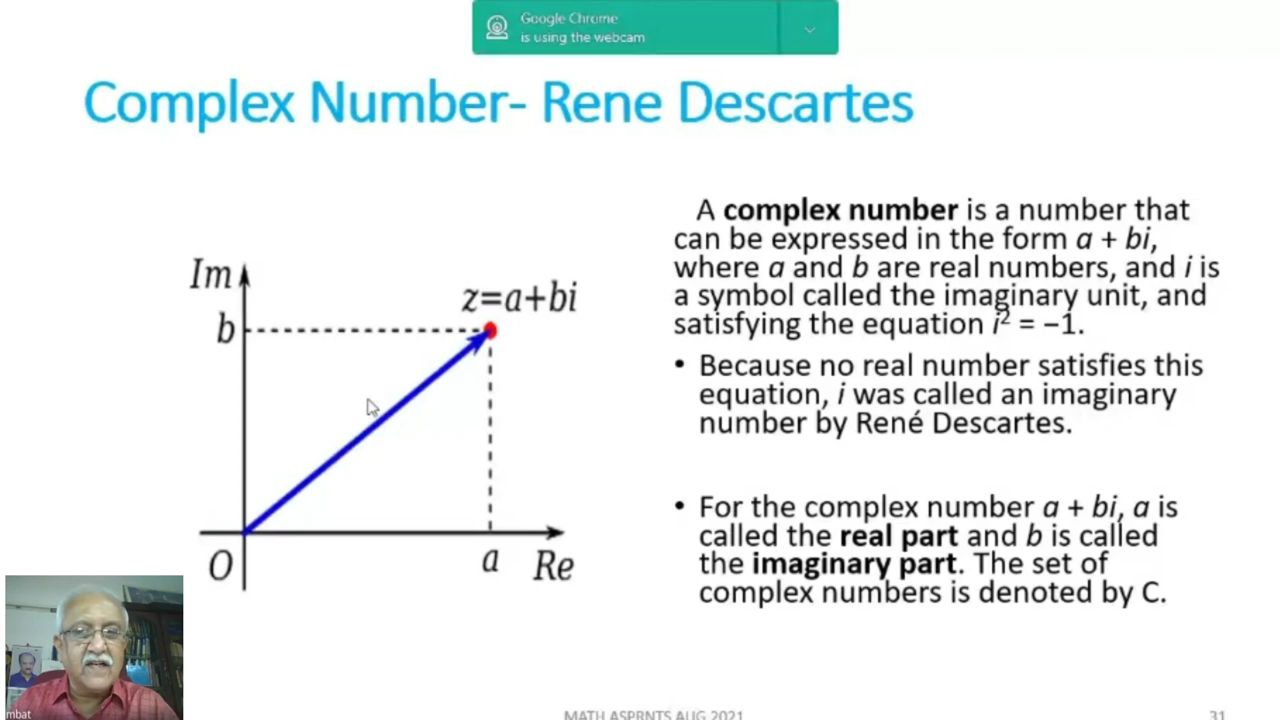 Google Chrome
is using the webcam
Complex Number- Rene Descartes
A complex number is a number that
can be expressed in the form a + bi,
where a and b are real numbers, and i is
a symbol called the imaginary unit, and
satisfying the equation i² = −1.
• Because no real number satisfies this
equation, i was called an imaginary
number by René Descartes.
• For the complex number a + bi, a is
called the real part and b is called
the imaginary part. The set of
complex numbers is denoted by C.
Im
z=a+bi
b
O
a
Re
mbat
MATH ASPRNTS AUG 2021
31